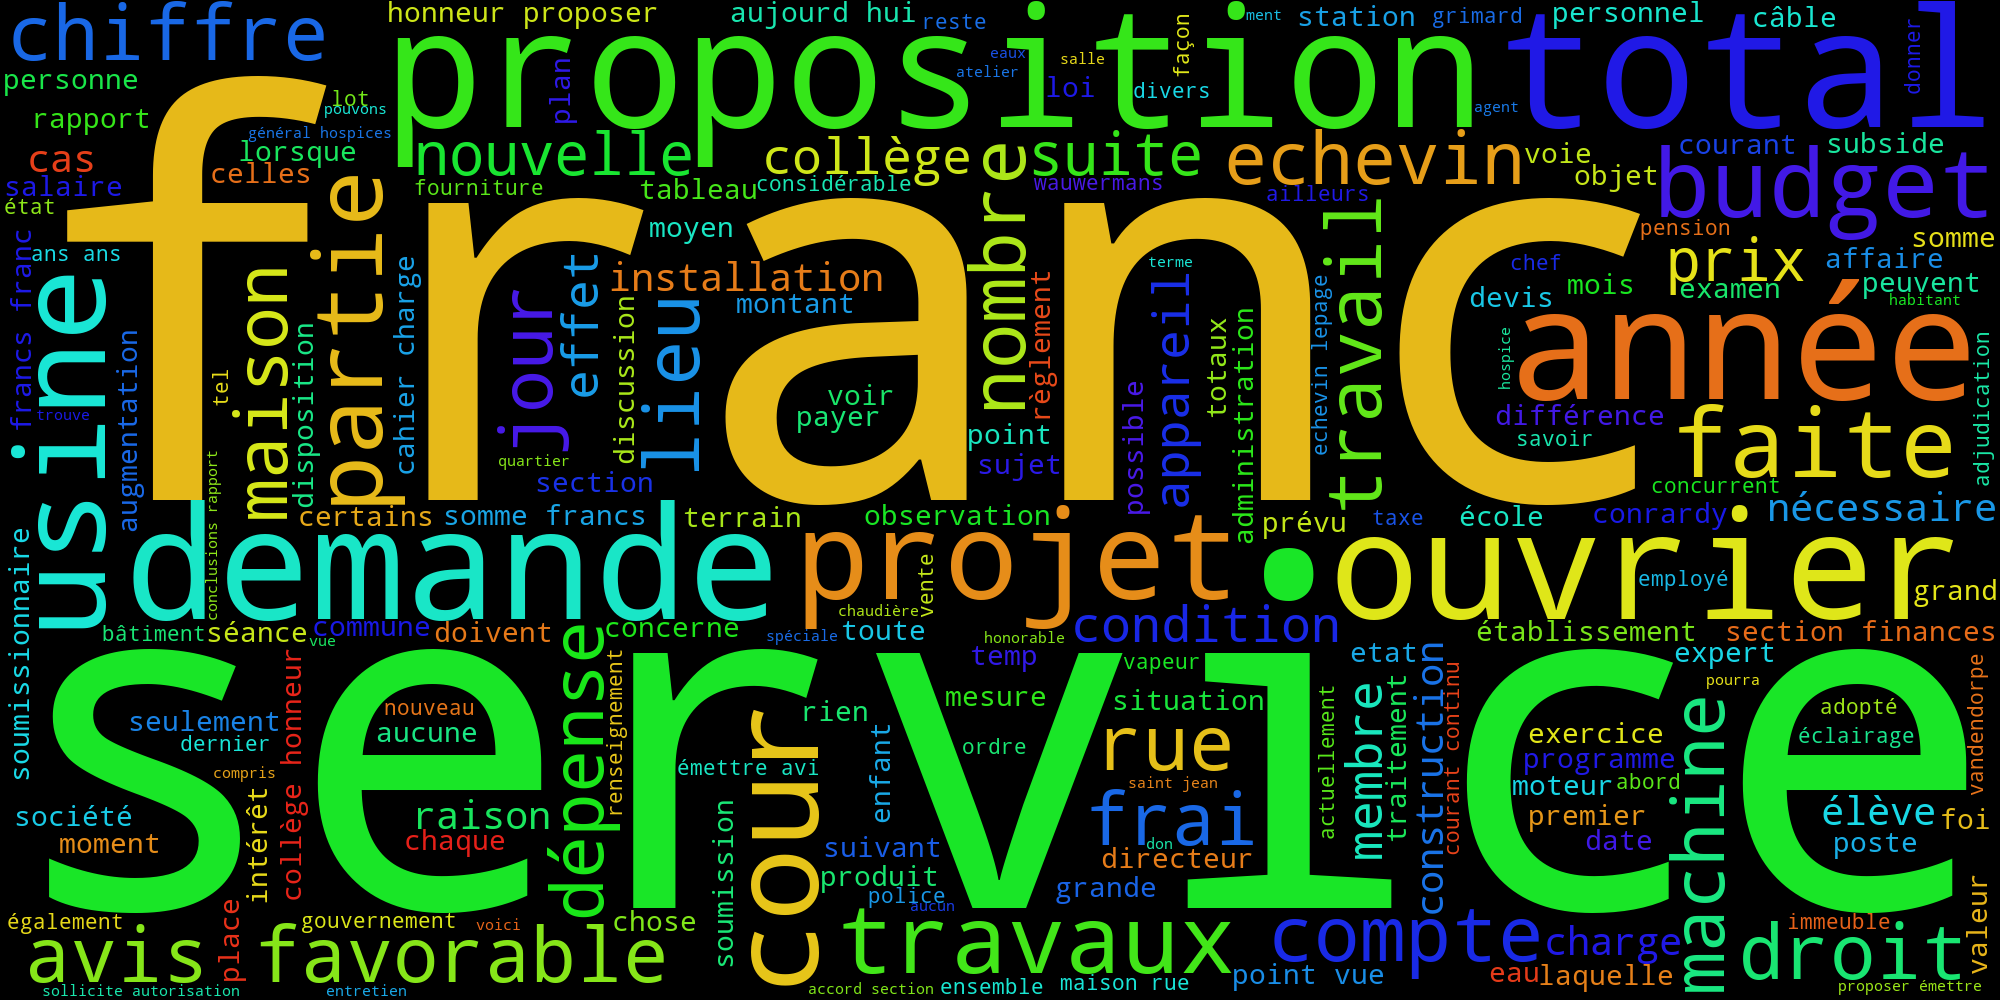 chiffre
honneur proposer
aujourd hui
reste
ment
station
grimard
personnel
câble
proposition
total
façon
donner
eaux
salle
atelier
plan
loi
divers
agent
personne
lot
pouvons
rapport
général hospices
lorsque
cas
celles
salaire
état
nouvelle
collège
suite
echevin
voie
courant
subside
objet
budget
fourniture
tableau
considérable
wauwermans
ailleurs
franc
partie
nombre
travail
moyen
pension
somme
ans ans
francs franc
usine
maison
cahier charge
jour
effet
installation
montant
lieu
discussion
règlement
terme
appareil
totaux
administration
echevin lepage
chef
devis
mois
prix
examen
affaire
peuvent
habitant
année
hospice
adjudication
augmentation
tel
disposition
trouve
voir
payer
point
sujet
possible
différence
savoir
faite
quartier
section
concurrent
conclusions rapport
certains
somme francs
terrain
observation
prévu
taxe
école
conrardy
nécessaire
soumissionnaire
demande
projet
ouvrier
vente
employé
grand
chaudière
bâtiment
séance
vue
commune
doivent
concerne
spéciale
toute
honorable
condition
établissement
section finances
service
dépense
renseignement
temp
vapeur
etat
construction
courant continu
expert
pourra
vandendorpe
collège honneur
seulement
nouveau
aucune
dernier
compris
émettre avi
rien
enfant
mesure
ordre
situation
rue
saint jean
actuellement
membre
traitement
exercice
programme
moteur
abord
machine
adopté
éclairage
société
moment
intérêt
raison
chaque
soumission
cour
suivant
produit
police
aucun
frai
don
directeur
grande
premier
date
élève
foi
poste
également
place
gouvernement
voici
chose
immeuble
valeur
avis favorable
travaux
compte
charge
droit
sollicite autorisation
entretien
accord section
ensemble
maison rue
point vue
eau
laquelle
proposer émettre